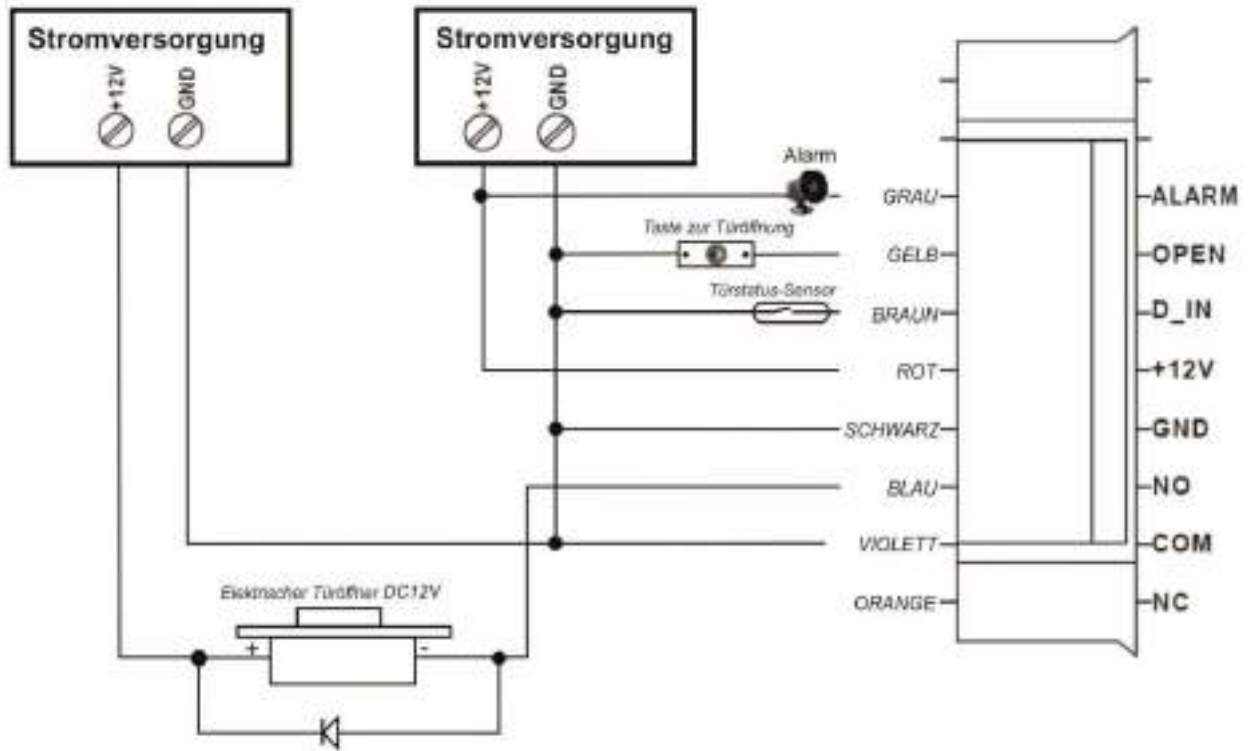 Stromversorgung
+12V
GND
Stromversorgung
+12V
GND
Alarm
GRAU
ALARM
Taste zur Türöffnung
GELB
OPEN
Türstatus-Sensor
BRAUN
D_IN
ROT
+12V
SCHWARZ
GND
BLAU
NO
VIOLETT
COM
Elektrischer Türöffner DC12V
+
-
ORANGE
NC